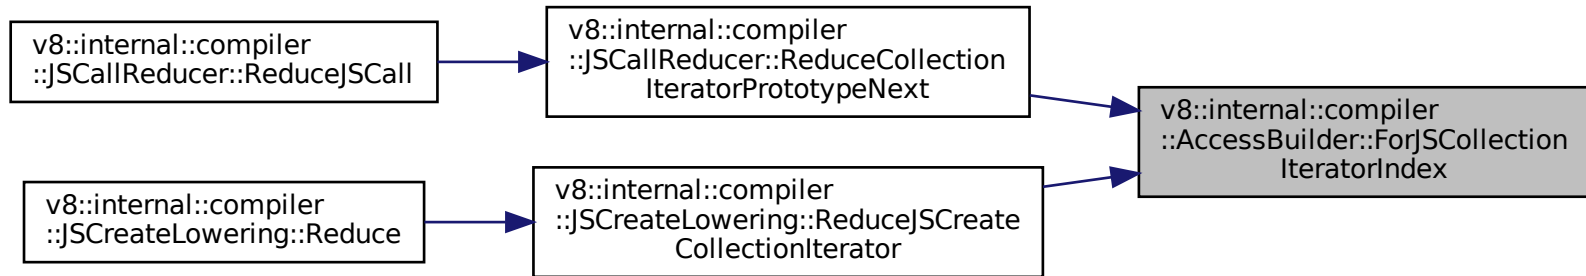 v8::internal::compiler
::JSCallReducer::ReduceJSCall
v8::internal::compiler
::JSCallReducer::ReduceCollection
IteratorPrototypeNext
v8::internal::compiler
::AccessBuilder::ForJSCollection
IteratorIndex
v8::internal::compiler
::JSCreateLowering::Reduce
v8::internal::compiler
::JSCreateLowering::ReduceJSCreate
CollectionIterator